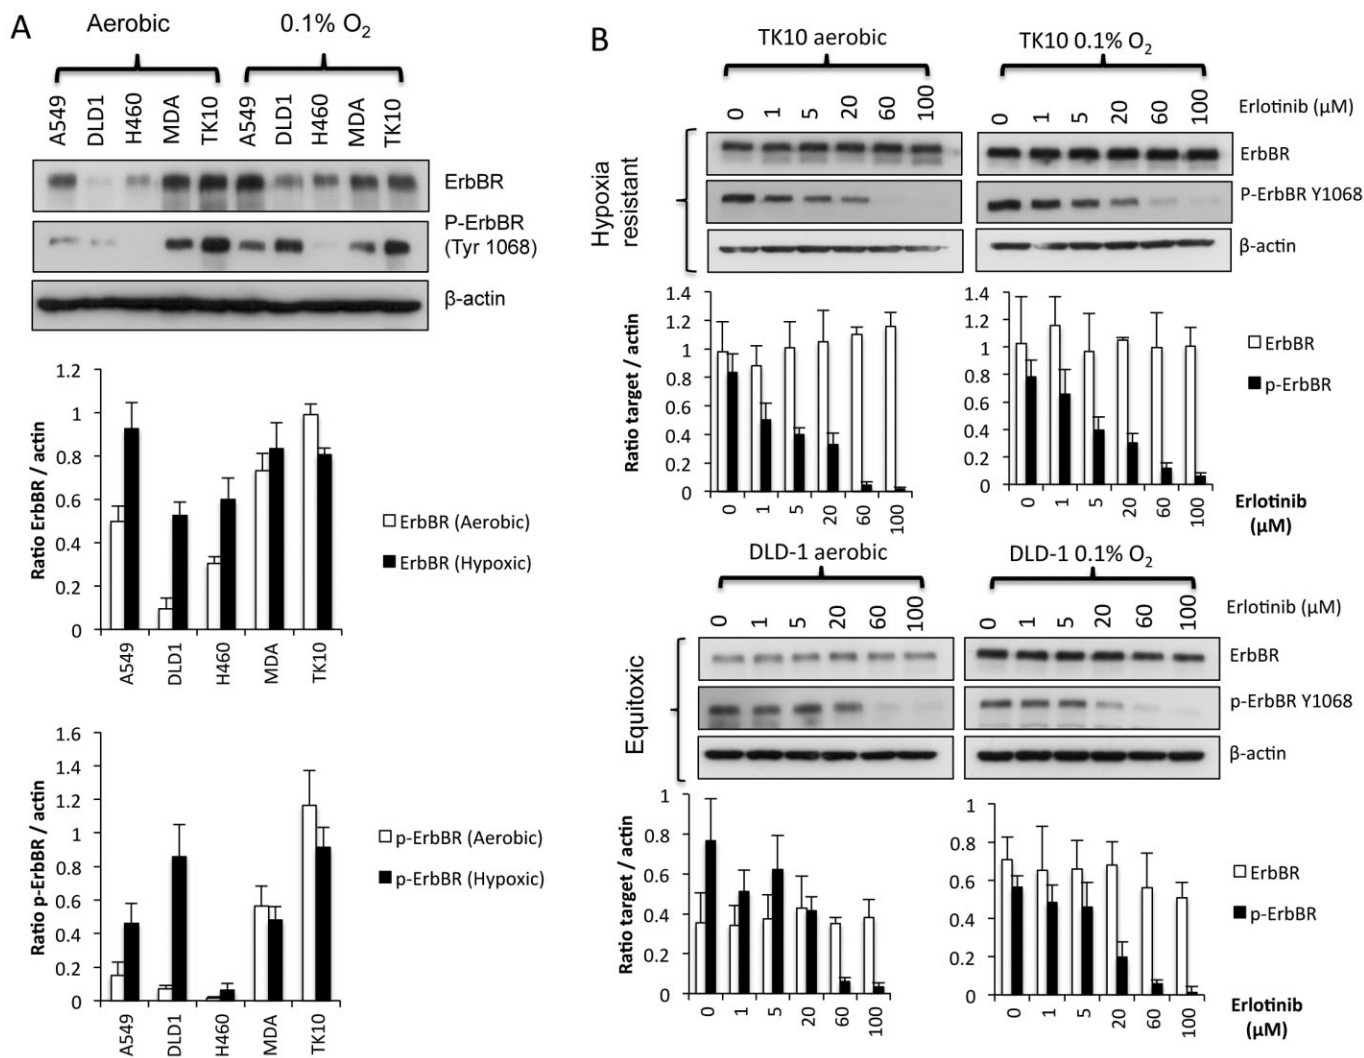 A
Aerobic 0.1% O2
A549 DLD1 H460 MDA TK10 A549 DLD1 H460 MDA TK10
ErbBR
P-ErbBR
(Tyr 1068)
β-actin
Ratio ErbBR / actin
1.2
1
0.8
0.6
0.4
0.2
0
A549 DLD1 H460 MDA TK10
ErbBR (Aerobic)
ErbBR (Hypoxic)
Ratio p-ErbBR / actin
1.6
1.4
1.2
1
0.8
0.6
0.4
0.2
0
A549 DLD1 H460 MDA TK10
p-ErbBR (Aerobic)
p-ErbBR (Hypoxic)
B
TK10 aerobic TK10 0.1% O2
0 1 5 20 60 100 0 1 5 20 60 100 Erlotinib (μM)
Hypoxia
resistant
ErbBR
P-ErbBR Y1068
β-actin
Ratio target / actin
1.4
1.2
1
0.8
0.6
0.4
0.2
0
0 1 5 20 60 100
1.4
1.2
1
0.8
0.6
0.4
0.2
0
0 1 5 20 60 100
ErbBR
p-ErbBR
Erlotinib
(μM)
DLD-1 aerobic DLD-1 0.1% O2
0 1 5 20 60 100 0 1 5 20 60 100 Erlotinib (μM)
Equitoxic
ErbBR
p-ErbBR Y1068
β-actin
Ratio target / actin
1
0.8
0.6
0.4
0.2
0
0 1 5 20 60 100
1
0.8
0.6
0.4
0.2
0
0 1 5 20 60 100
ErbBR
p-ErbBR
Erlotinib
(μM)